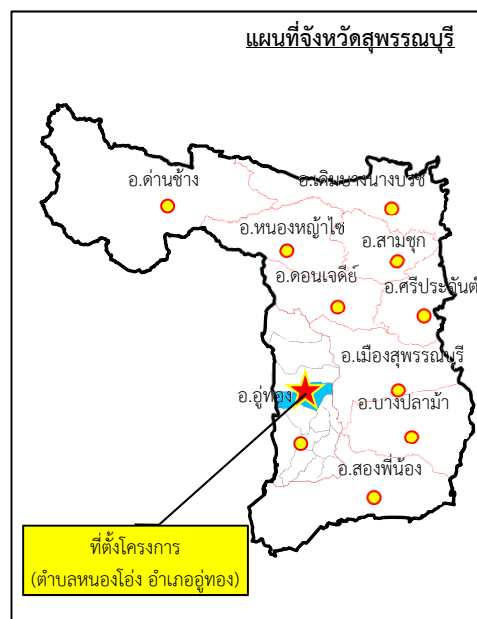 แผนที่จังหวัดสุพรรณบุรี
อ.ด่านช้าง
อ.เดิมบางนางบวช
อ.หนองหญ้าไซ
อ.สามชุก
อ.ดอนเจดีย์
อ.ศรีประจันต์
อ.เมืองสุพรรณบุรี
อ.อู่ทอง
อ.บางปลาม้า
อ.สองพี่น้อง
ที่ตั้งโครงการ
(ตำบลหนองโอ่ง อำเภออู่ทอง)